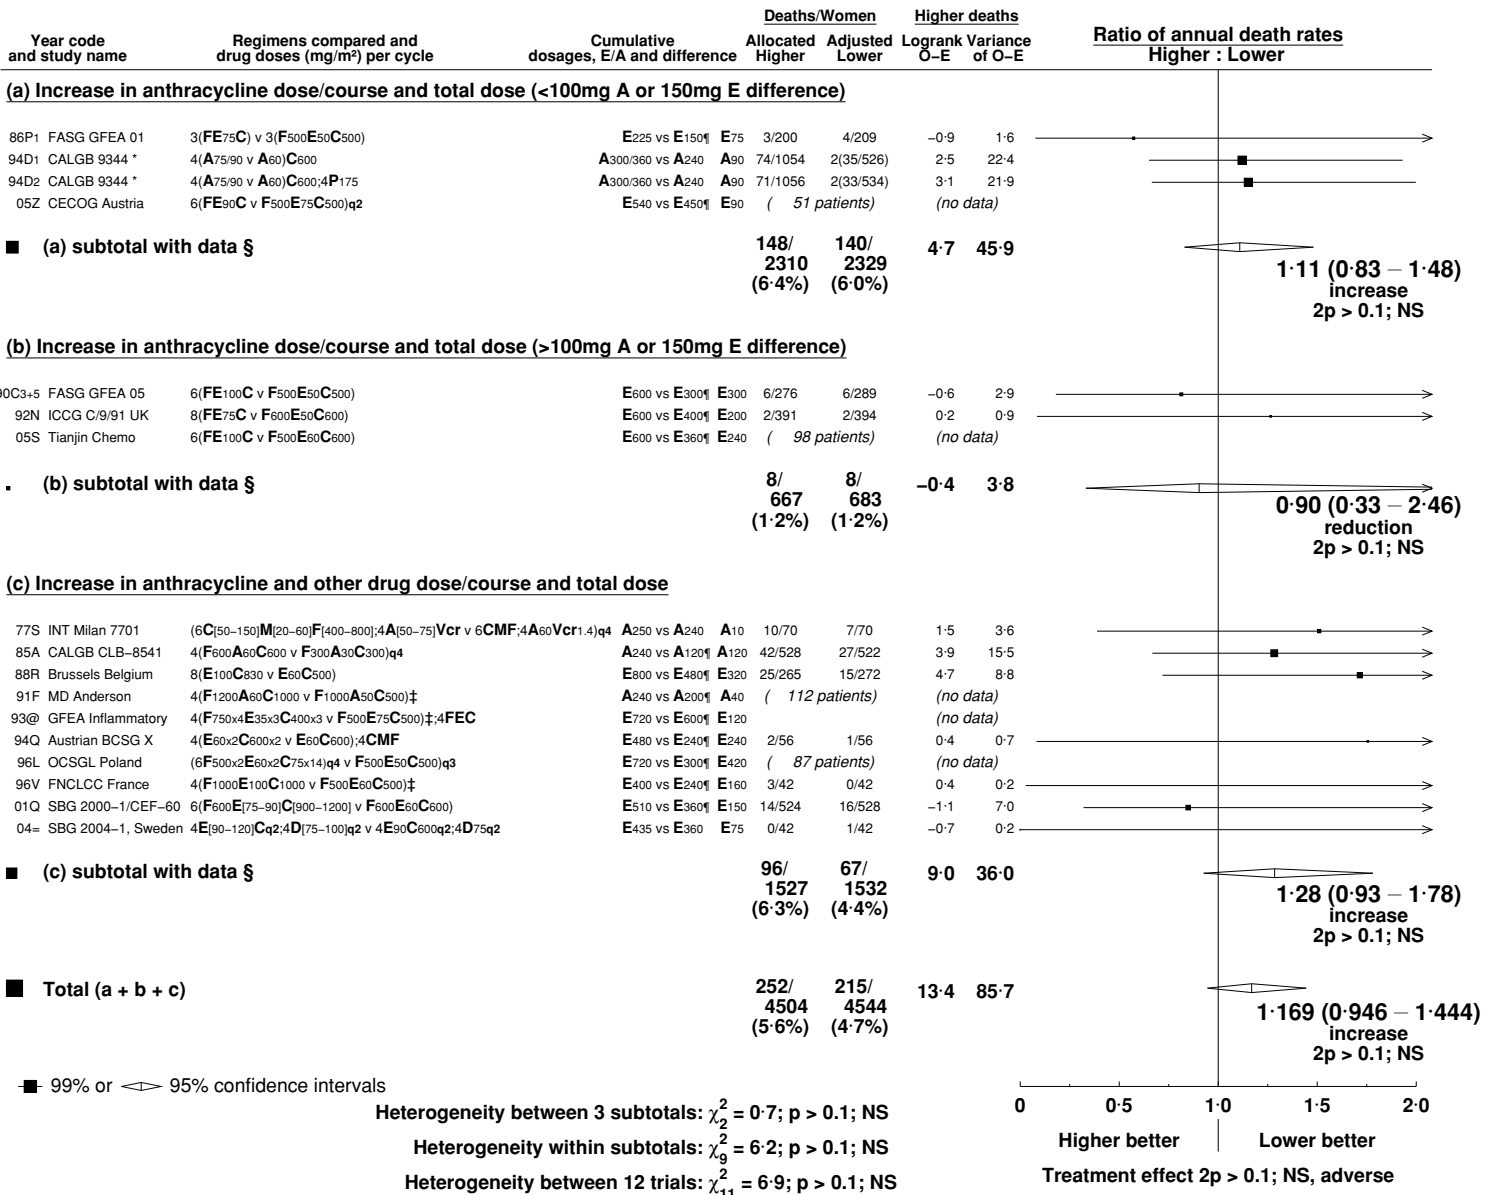 Deaths/Women Higher deaths
Year code Regimens compared and Cumulative Allocated Adjusted Logrank Variance Ratio of annual death rates
and study name drug doses (mg/m²) per cycle dosages, E/A and difference Higher Lower O−E of O−E Higher : Lower
(a) Increase in anthracycline dose/course and total dose (<100mg A or 150mg E difference)
86P1 FASG GFEA 01 3(FE75C) v 3(F500E50C500) E225 vs E150¶ E75 3/200 4/209 −0·9 1·6
94D1 CALGB 9344 * 4(A75/90 v A60)C600 A300/360 vs A240 A90 74/1054 2(35/526) 2·5 22·4
94D2 CALGB 9344 * 4(A75/90 v A60)C600;4P175 A300/360 vs A240 A90 71/1056 2(33/534) 3·1 21·9
05Z CECOG Austria 6(FE90C v F500E75C500)q2 E540 vs E450¶ E90 ( 51 patients) (no data)
(a) subtotal with data § 148/ 140/ 4·7 45·9
2310 2329
(6·4%) (6·0%)
1·11 (0·83 − 1·48)
increase
2p > 0.1; NS
(b) Increase in anthracycline dose/course and total dose (>100mg A or 150mg E difference)
90C3+5 FASG GFEA 05 6(FE100C v F500E50C500) E600 vs E300¶ E300 6/276 6/289 −0·6 2·9
92N ICCG C/9/91 UK 8(FE75C v F600E50C600) E600 vs E400¶ E200 2/391 2/394 0·2 0·9
05S Tianjin Chemo 6(FE100C v F500E60C600) E600 vs E360¶ E240 ( 98 patients) (no data)
(b) subtotal with data § 8/ 8/ −0·4 3·8
667 683
(1·2%) (1·2%)
0·90 (0·33 − 2·46)
reduction
2p > 0.1; NS
(c) Increase in anthracycline and other drug dose/course and total dose
77S INT Milan 7701 (6C[50−150]M[20−60]F[400−800];4A[50−75]Vcr v 6CMF;4A60Vcr1.4)q4 A250 vs A240 A10 10/70 7/70 1·5 3·6
85A CALGB CLB−8541 4(F600A60C600 v F300A30C300)q4 A240 vs A120¶ A120 42/528 27/522 3·9 15·5
88R Brussels Belgium 8(E100C830 v E60C500) E800 vs E480¶ E320 25/265 15/272 4·7 8·8
91F MD Anderson 4(F1200A60C1000 v F1000A50C500)‡ A240 vs A200¶ A40 ( 112 patients) (no data)
93@ GFEA Inflammatory 4(F750x4E35x3C400x3 v F500E75C500)‡;4FEC E720 vs E600¶ E120 (no data)
94Q Austrian BCSG X 4(E60x2C600x2 v E60C600);4CMF E480 vs E240¶ E240 2/56 1/56 0·4 0·7
96L OCSGL Poland (6F500x2E60x2C75x14)q4 v F500E50C500)q3 E720 vs E300¶ E420 ( 87 patients) (no data)
96V FNCLCC France 4(F1000E100C1000 v F500E60C500)‡ E400 vs E240¶ E160 3/42 0/42 0·4 0·2
01Q SBG 2000−1/CEF−60 6(F600E[75−90]C[900−1200] v F600E60C600) E510 vs E360¶ E150 14/524 16/528 −1·1 7·0
04= SBG 2004−1, Sweden 4E[90−120]Cq2;4D[75−100]q2 v 4E90C600q2;4D75q2 E435 vs E360 E75 0/42 1/42 −0·7 0·2
(c) subtotal with data § 96/ 67/ 9·0 36·0
1527 1532
(6·3%) (4·4%)
1·28 (0·93 − 1·78)
increase
2p > 0.1; NS
Total (a + b + c) 252/ 215/ 13·4 85·7
4504 4544
(5·6%) (4·7%)
1·169 (0·946 − 1·444)
increase
2p > 0.1; NS
99% or 95% confidence intervals
0 0·5 1·0 1·5 2·0
Heterogeneity between 3 subtotals: χ²₂ = 0·7; p > 0.1; NS
Higher better Lower better
Heterogeneity within subtotals: χ²₉ = 6·2; p > 0.1; NS
Treatment effect 2p > 0.1; NS, adverse
Heterogeneity between 12 trials: χ²₁₁ = 6·9; p > 0.1; NS